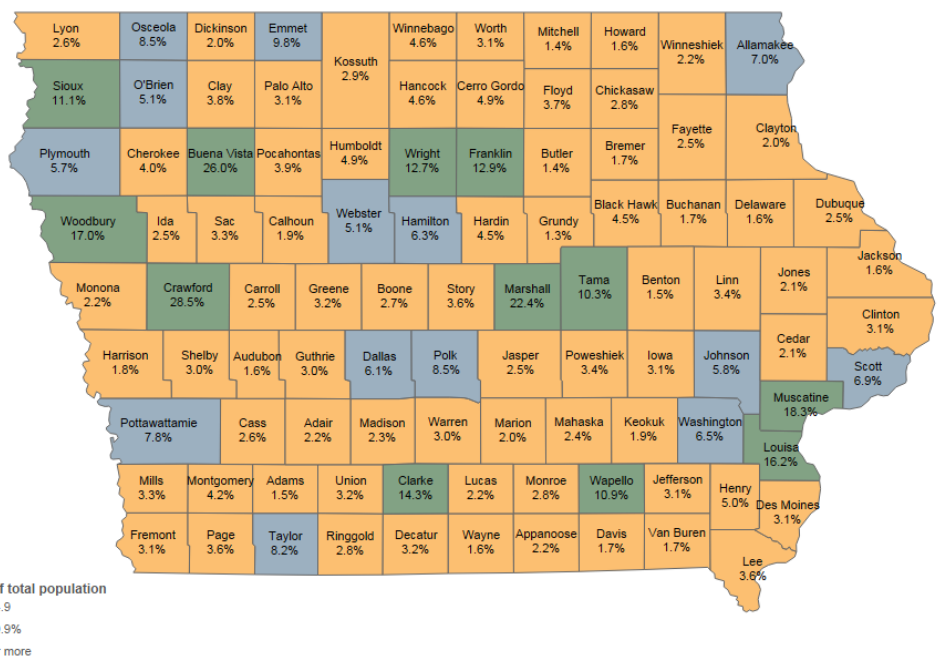 Lyon
2.6%
Osceola
8.5%
Dickinson
2.0%
Emmet
9.8%
Kossuth
2.9%
Winnebago
4.6%
Worth
3.1%
Mitchell
1.4%
Howard
1.6%
Winneshiek
2.2%
Allamakee
7.0%
Sioux
11.1%
O'Brien
5.1%
Clay
3.8%
Palo Alto
3.1%
Hancock
4.6%
Cerro Gordo
4.9%
Floyd
3.7%
Chickasaw
2.8%
Fayette
2.5%
Clayton
2.0%
Plymouth
5.7%
Cherokee
4.0%
Buena Vista
26.0%
Pocahontas
3.9%
Humboldt
4.9%
Wright
12.7%
Franklin
12.9%
Butler
1.4%
Bremer
1.7%
Woodbury
17.0%
Ida
2.5%
Sac
3.3%
Calhoun
1.9%
Webster
5.1%
Hamilton
6.3%
Hardin
4.5%
Grundy
1.3%
Black Hawk
4.5%
Buchanan
1.7%
Delaware
1.6%
Dubuque
2.5%
Monona
2.2%
Crawford
28.5%
Carroll
2.5%
Greene
3.2%
Boone
2.7%
Story
3.6%
Marshall
22.4%
Tama
10.3%
Benton
1.5%
Linn
3.4%
Jones
2.1%
Jackson
1.6%
Clinton
3.1%
Harrison
1.8%
Shelby
3.0%
Audubon
1.6%
Guthrie
3.0%
Dallas
6.1%
Polk
8.5%
Jasper
2.5%
Poweshiek
3.4%
Iowa
3.1%
Johnson
5.8%
Cedar
2.1%
Scott
6.9%
Muscatine
18.3%
Pottawattamie
7.8%
Cass
2.6%
Adair
2.2%
Madison
2.3%
Warren
3.0%
Marion
2.0%
Mahaska
2.4%
Keokuk
1.9%
Washington
6.5%
Louisa
16.2%
Mills
3.3%
Montgomery
4.2%
Adams
1.5%
Union
3.2%
Clarke
14.3%
Lucas
2.2%
Monroe
2.8%
Wapello
10.9%
Jefferson
3.1%
Henry
5.0%
Des Moines
3.1%
Fremont
3.1%
Page
3.6%
Taylor
8.2%
Ringgold
2.8%
Decatur
3.2%
Wayne
1.6%
Appanoose
2.2%
Davis
1.7%
Van Buren
1.7%
Lee
3.6%
f total population
.9
.9%
more